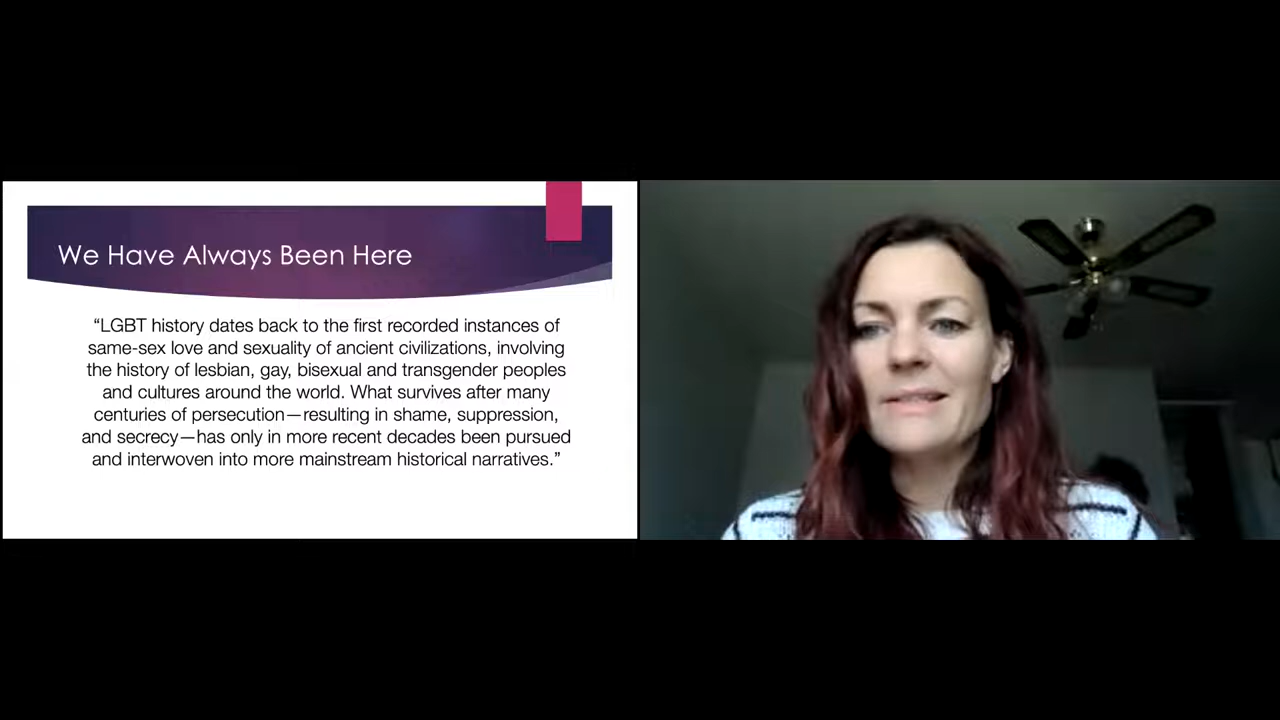 We Have Always Been Here
“LGBT history dates back to the first recorded instances of
same-sex love and sexuality of ancient civilizations, involving
the history of lesbian, gay, bisexual and transgender peoples
and cultures around the world. What survives after many
centuries of persecution—resulting in shame, suppression,
and secrecy—has only in more recent decades been pursued
and interwoven into more mainstream historical narratives.”